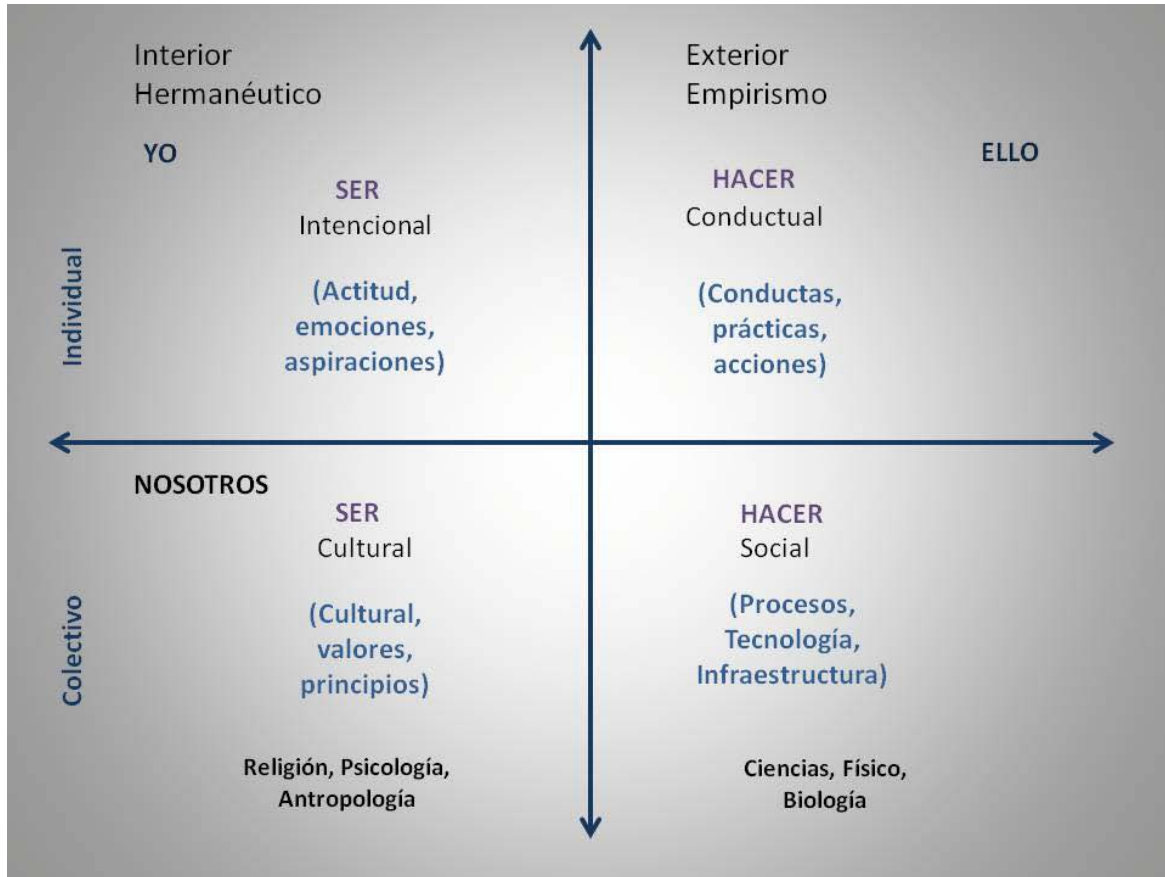 Interior
Hermanéutico
YO
SER
Intencional
(Actitud,
emociones,
aspiraciones)
Individual
Exterior
Empirismo
ELLO
HACER
Conductual
(Conductas,
prácticas,
acciones)
NOSOTROS
SER
Cultural
(Cultural,
valores,
principios)
Colectivo
Religión, Psicología,
Antropología
HACER
Social
(Procesos,
Tecnología,
Infraestructura)
Ciencias, Físico,
Biología